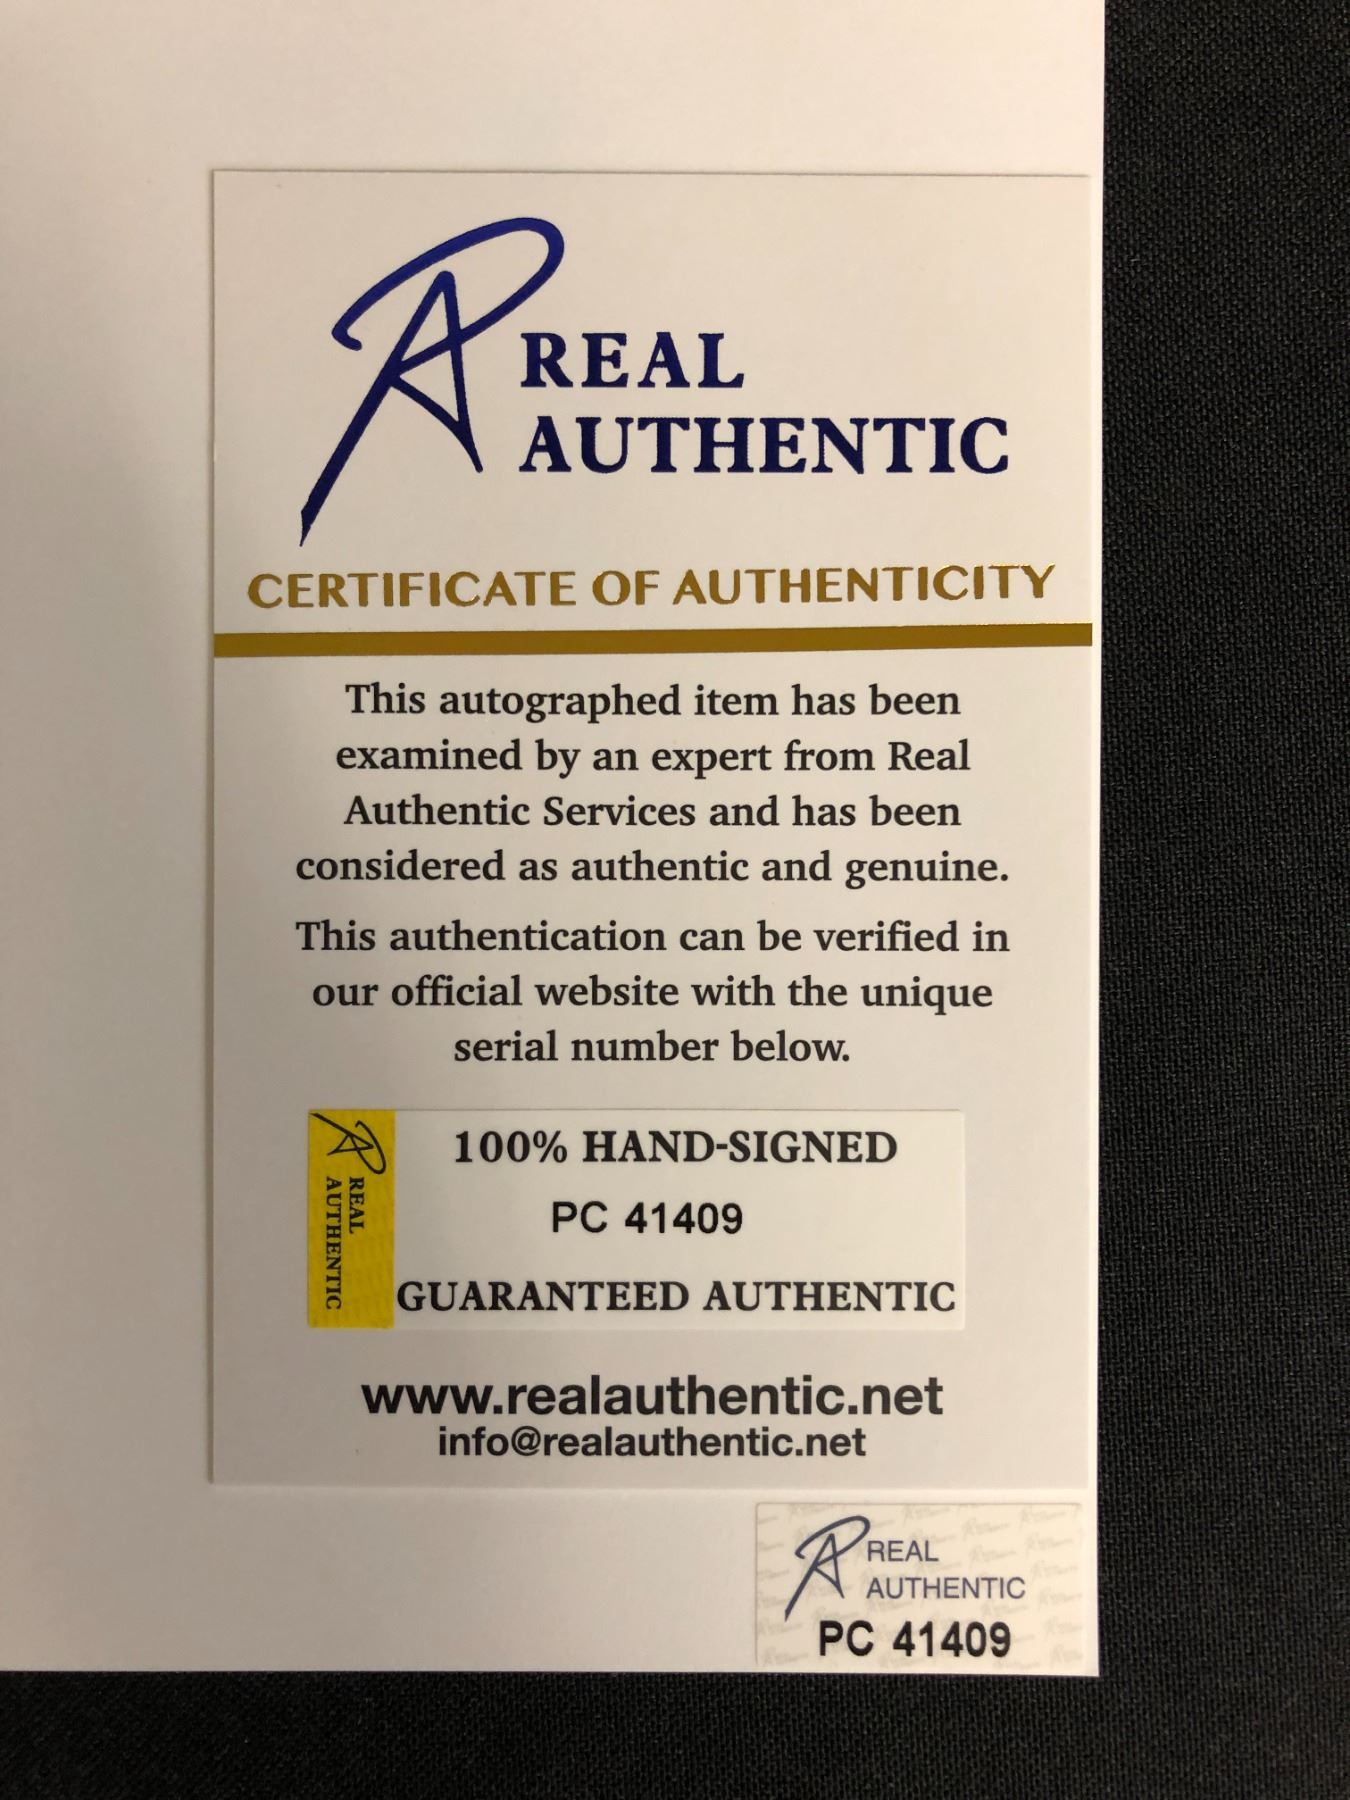 REAL
AUTHENTIC
CERTIFICATE OF AUTHENTICITY
This autographed item has been
examined by an expert from Real
Authentic Services and has been
considered as authentic and genuine.
This authentication can be verified in
our official website with the unique
serial number below.
REAL
AUTHENTIC
100% HAND-SIGNED
PC 41409
GUARANTEED AUTHENTIC
www.realauthentic.net
info@realauthentic.net
REAL
AUTHENTIC
PC 41409